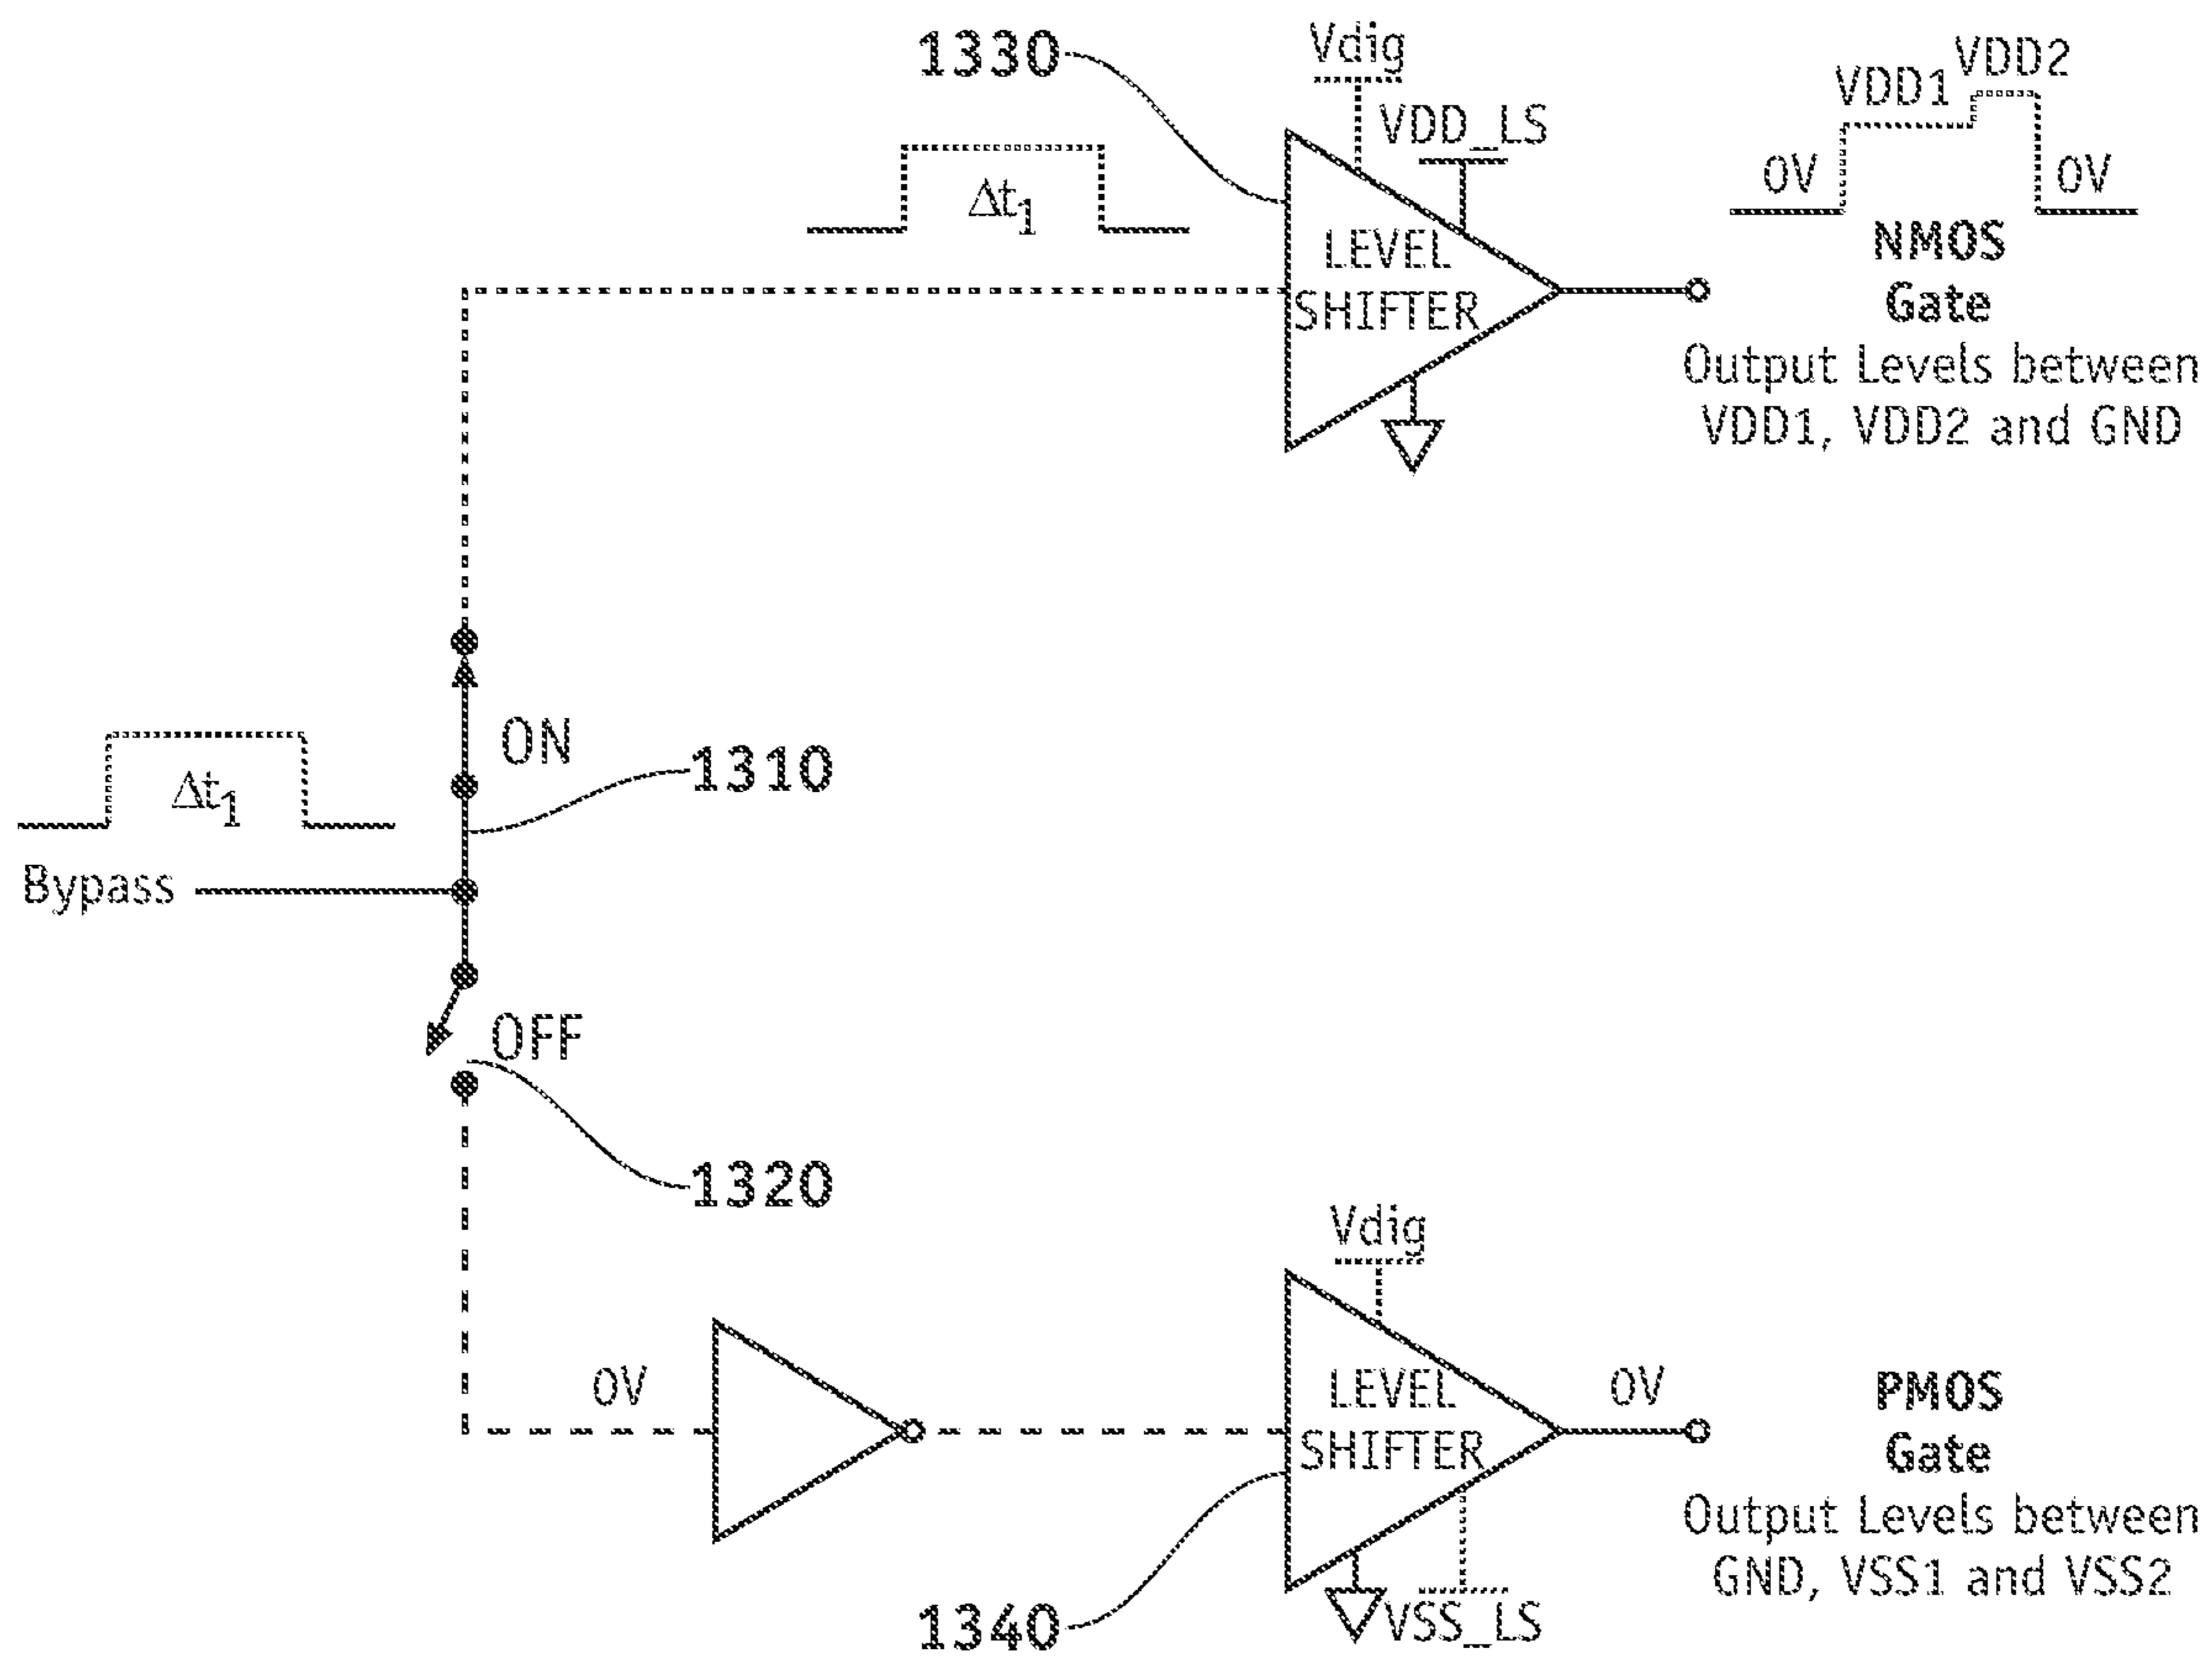 1330
Vdig
VDD_LS
VDD1
VDD2
0V
0V
Δt1
LEVEL
SHIFTER
NMOS
Gate
Output Levels between
VDD1, VDD2 and GND
ON
1310
Δt1
Bypass
OFF
1320
Vdig
0V
LEVEL
SHIFTER
0V
PMOS
Gate
Output Levels between
GND, VSS1 and VSS2
1340
VSS_LS